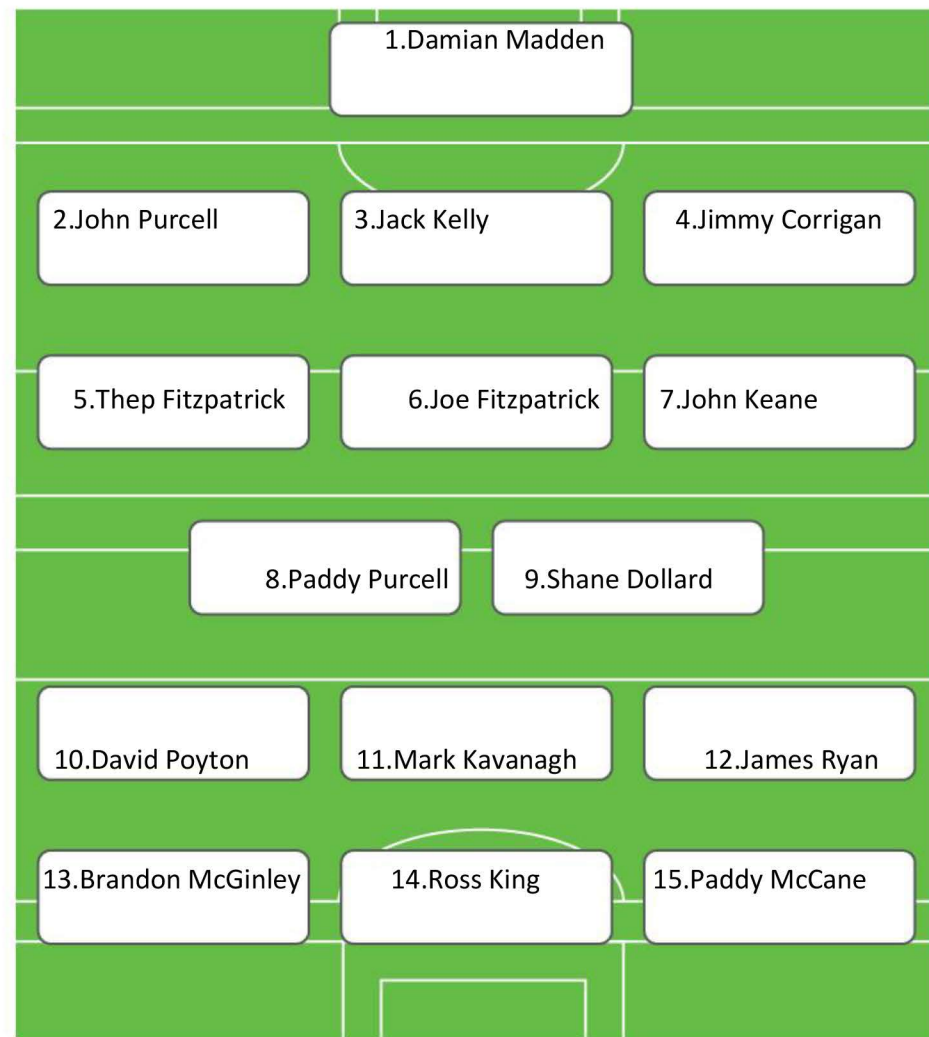 1.Damian Madden
2.John Purcell
3.Jack Kelly
4.Jimmy Corrigan
5.Thep Fitzpatrick
6.Joe Fitzpatrick
7.John Keane
8.Paddy Purcell
9.Shane Dollard
10.David Poyton
11.Mark Kavanagh
12.James Ryan
13.Brandon McGinley
14.Ross King
15.Paddy McCane